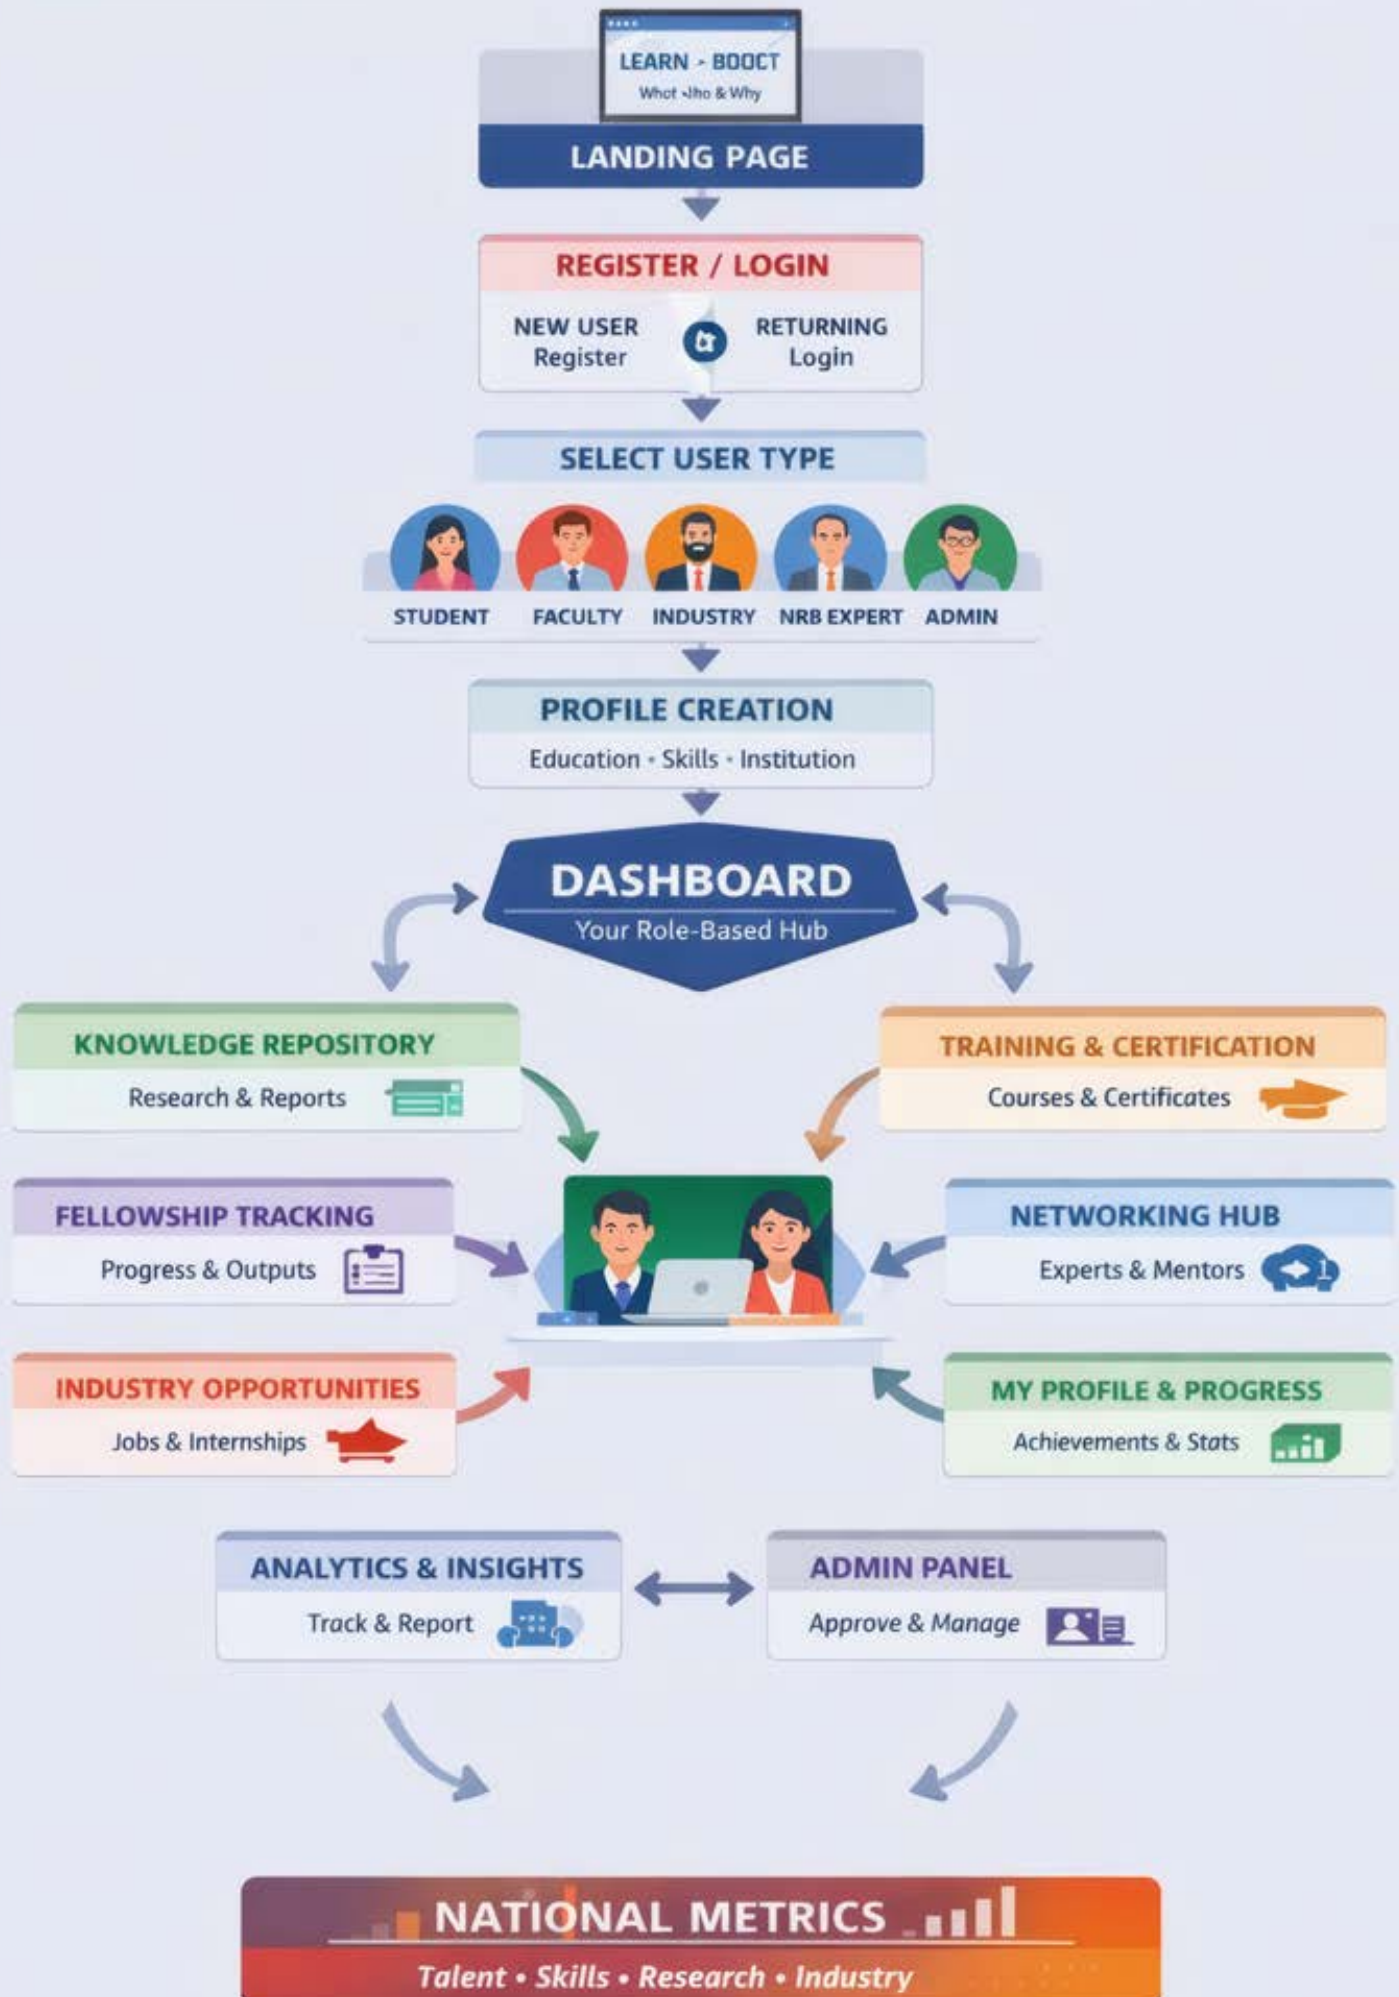 LEARN - BOOCT
What & Why
LANDING PAGE
REGISTER / LOGIN
NEW USER
Register
RETURNING
Login
SELECT USER TYPE
STUDENT
FACULTY
INDUSTRY
NRB EXPERT
ADMIN
PROFILE CREATION
Education • Skills • Institution
DASHBOARD
Your Role-Based Hub
KNOWLEDGE REPOSITORY
Research & Reports
TRAINING & CERTIFICATION
Courses & Certificates
FELLOWSHIP TRACKING
Progress & Outputs
NETWORKING HUB
Experts & Mentors
INDUSTRY OPPORTUNITIES
Jobs & Internships
MY PROFILE & PROGRESS
Achievements & Stats
ANALYTICS & INSIGHTS
Track & Report
ADMIN PANEL
Approve & Manage
NATIONAL METRICS
Talent • Skills • Research • Industry